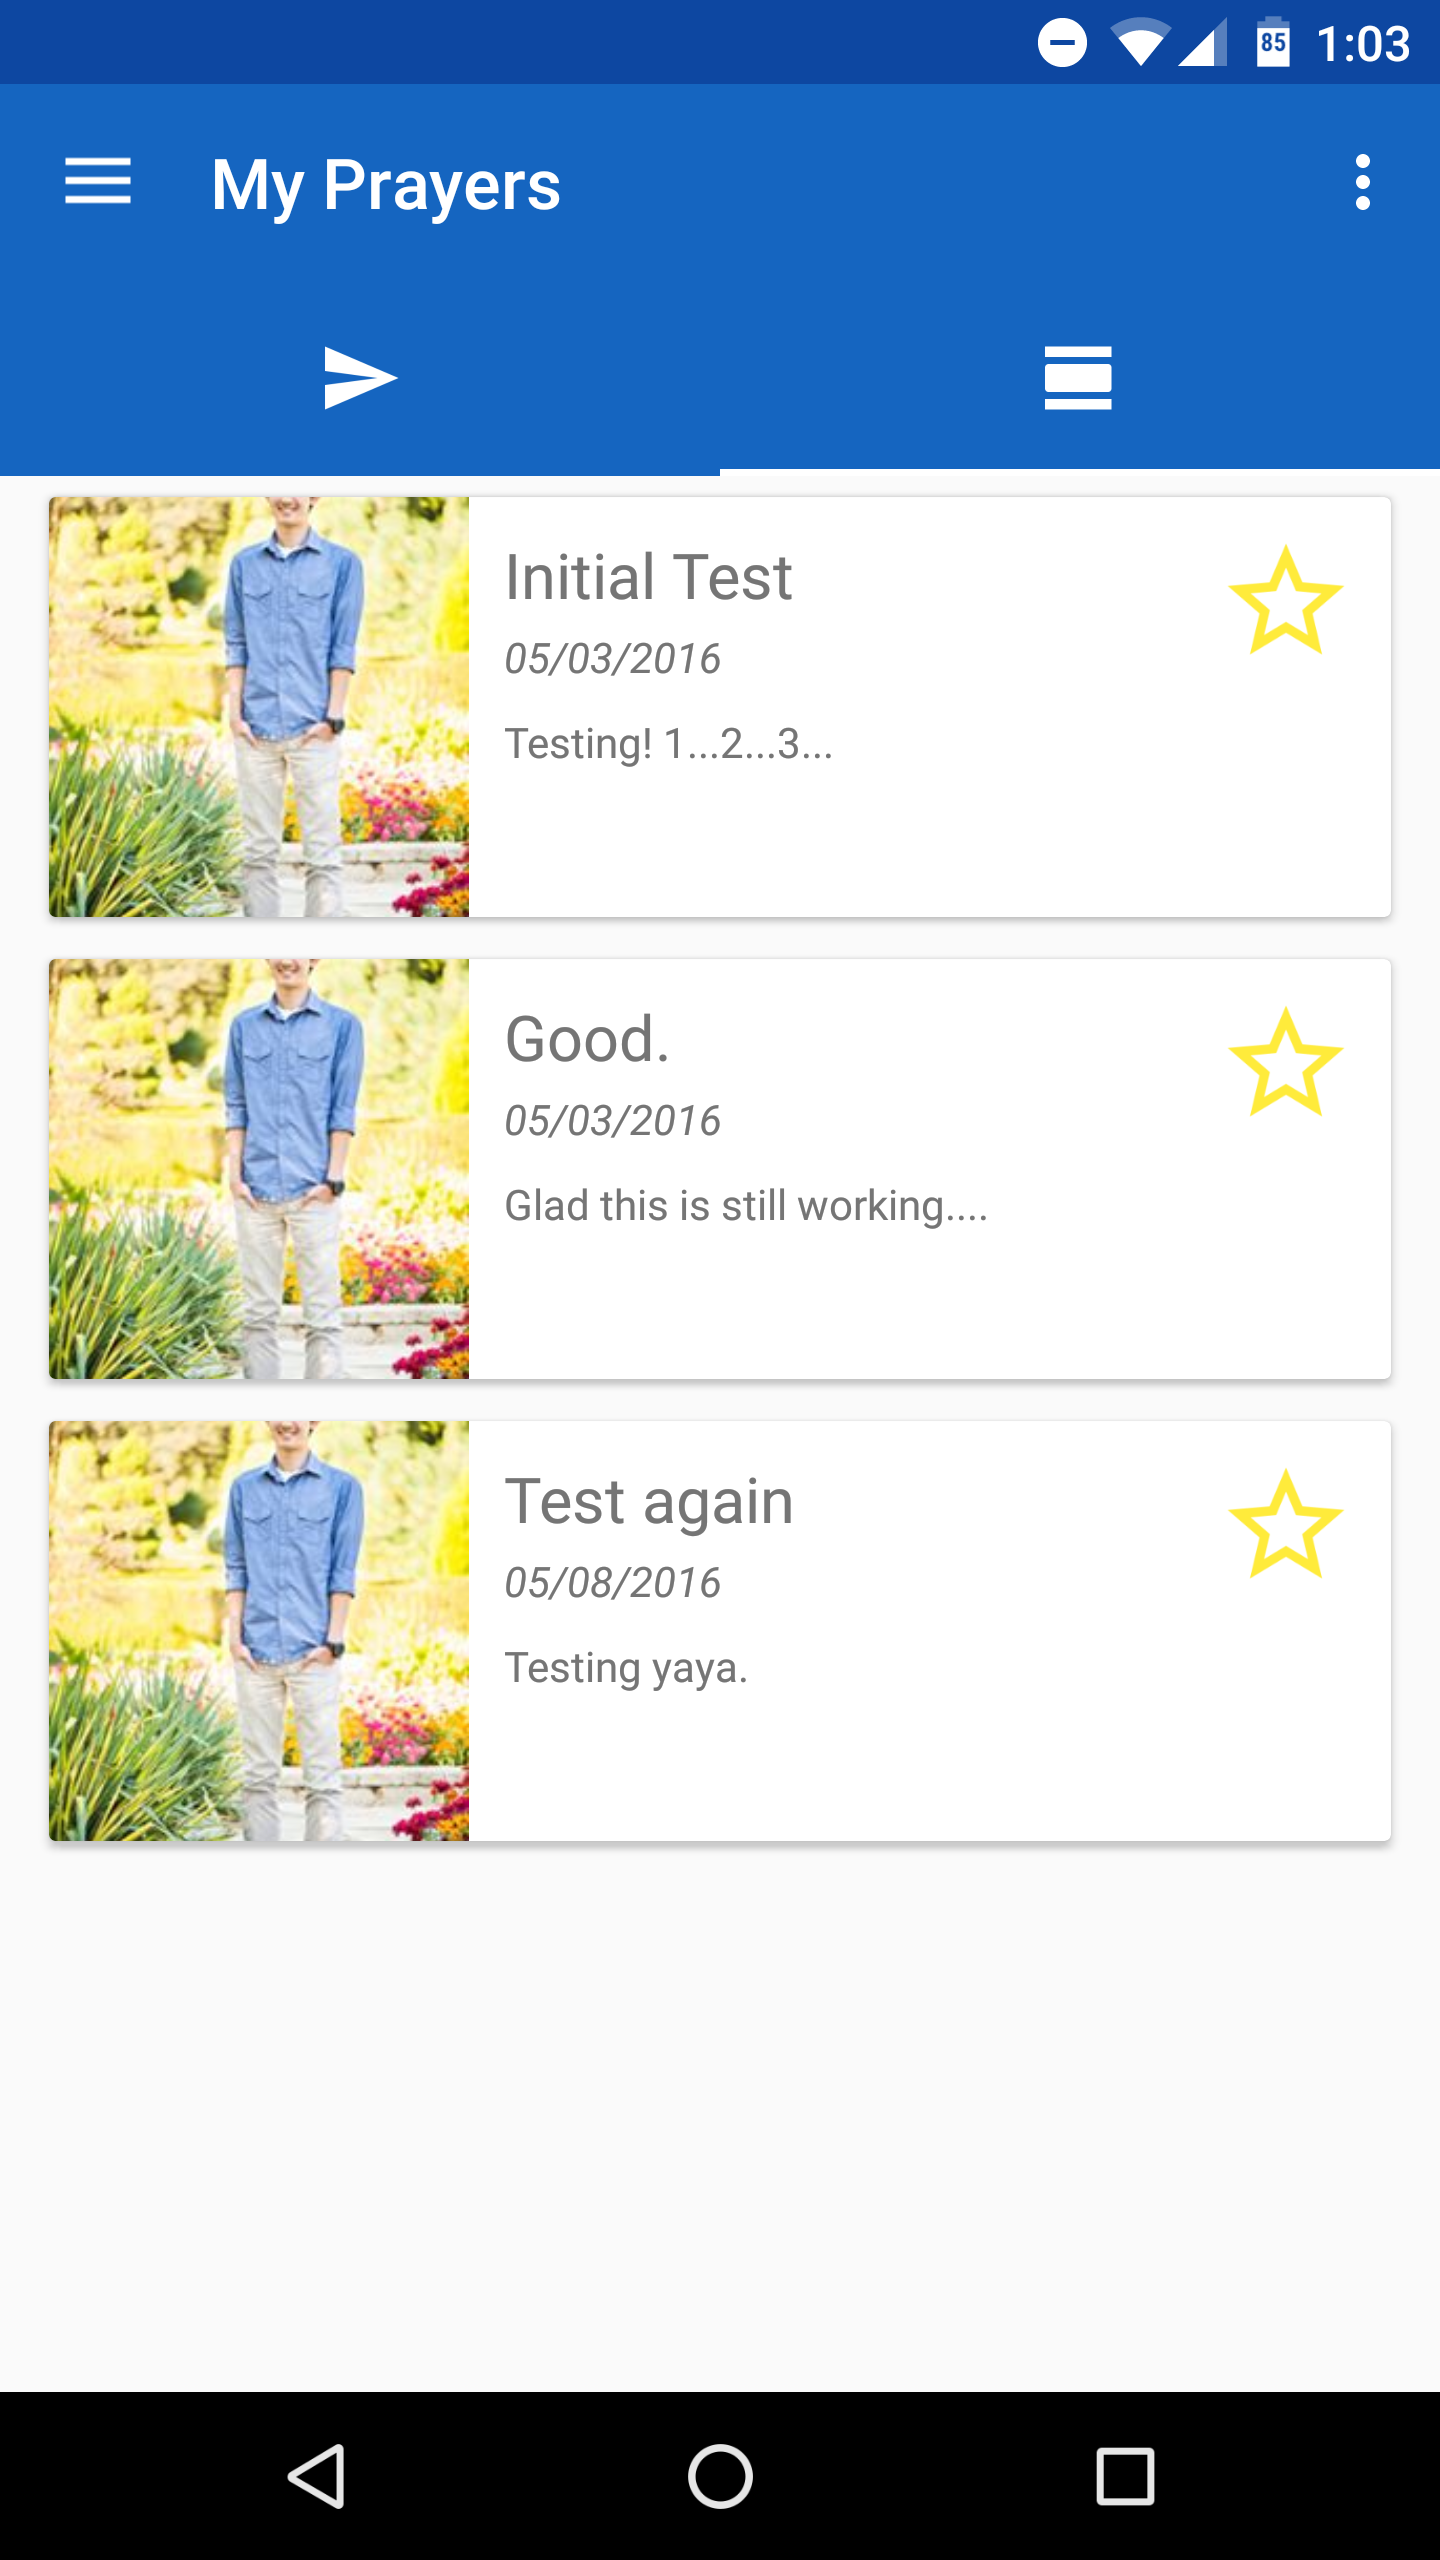 85 1:03
My Prayers
Initial Test
05/03/2016
Testing! 1...2...3...
Good.
05/03/2016
Glad this is still working....
Test again
05/08/2016
Testing yaya.